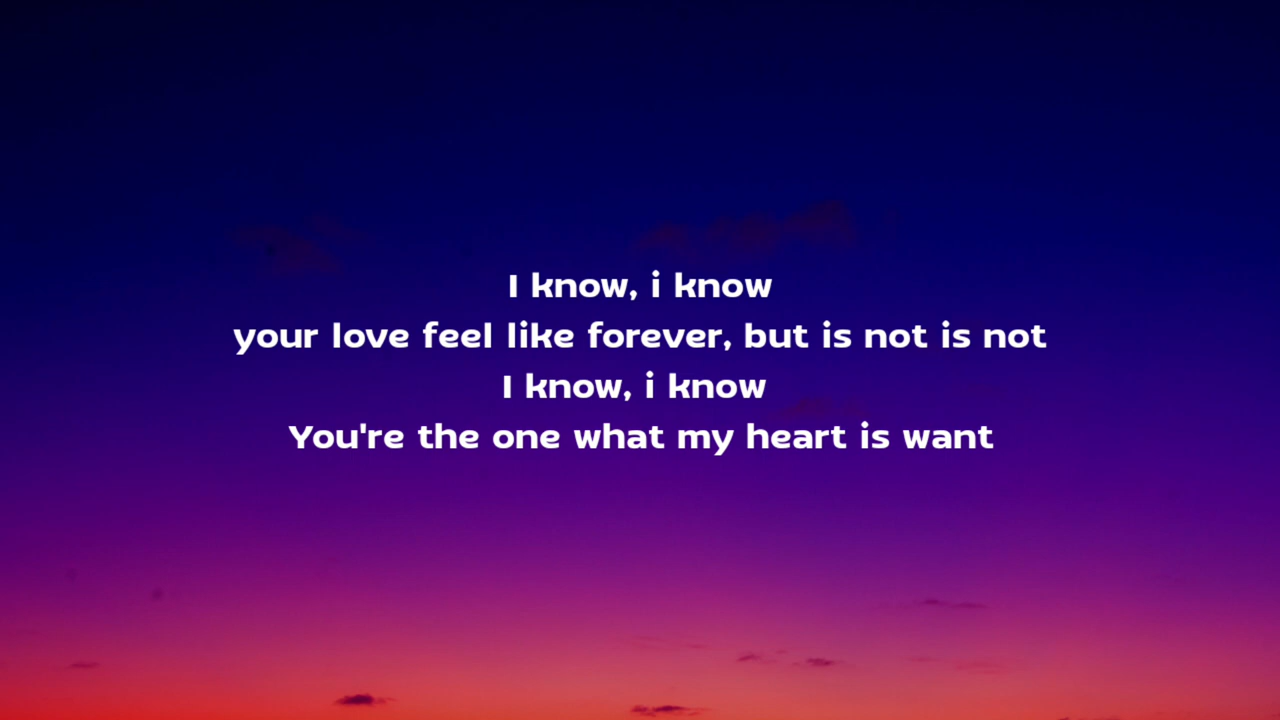 I know, i know
your love feel like forever, but is not is not
I know, i know
You're the one what my heart is want